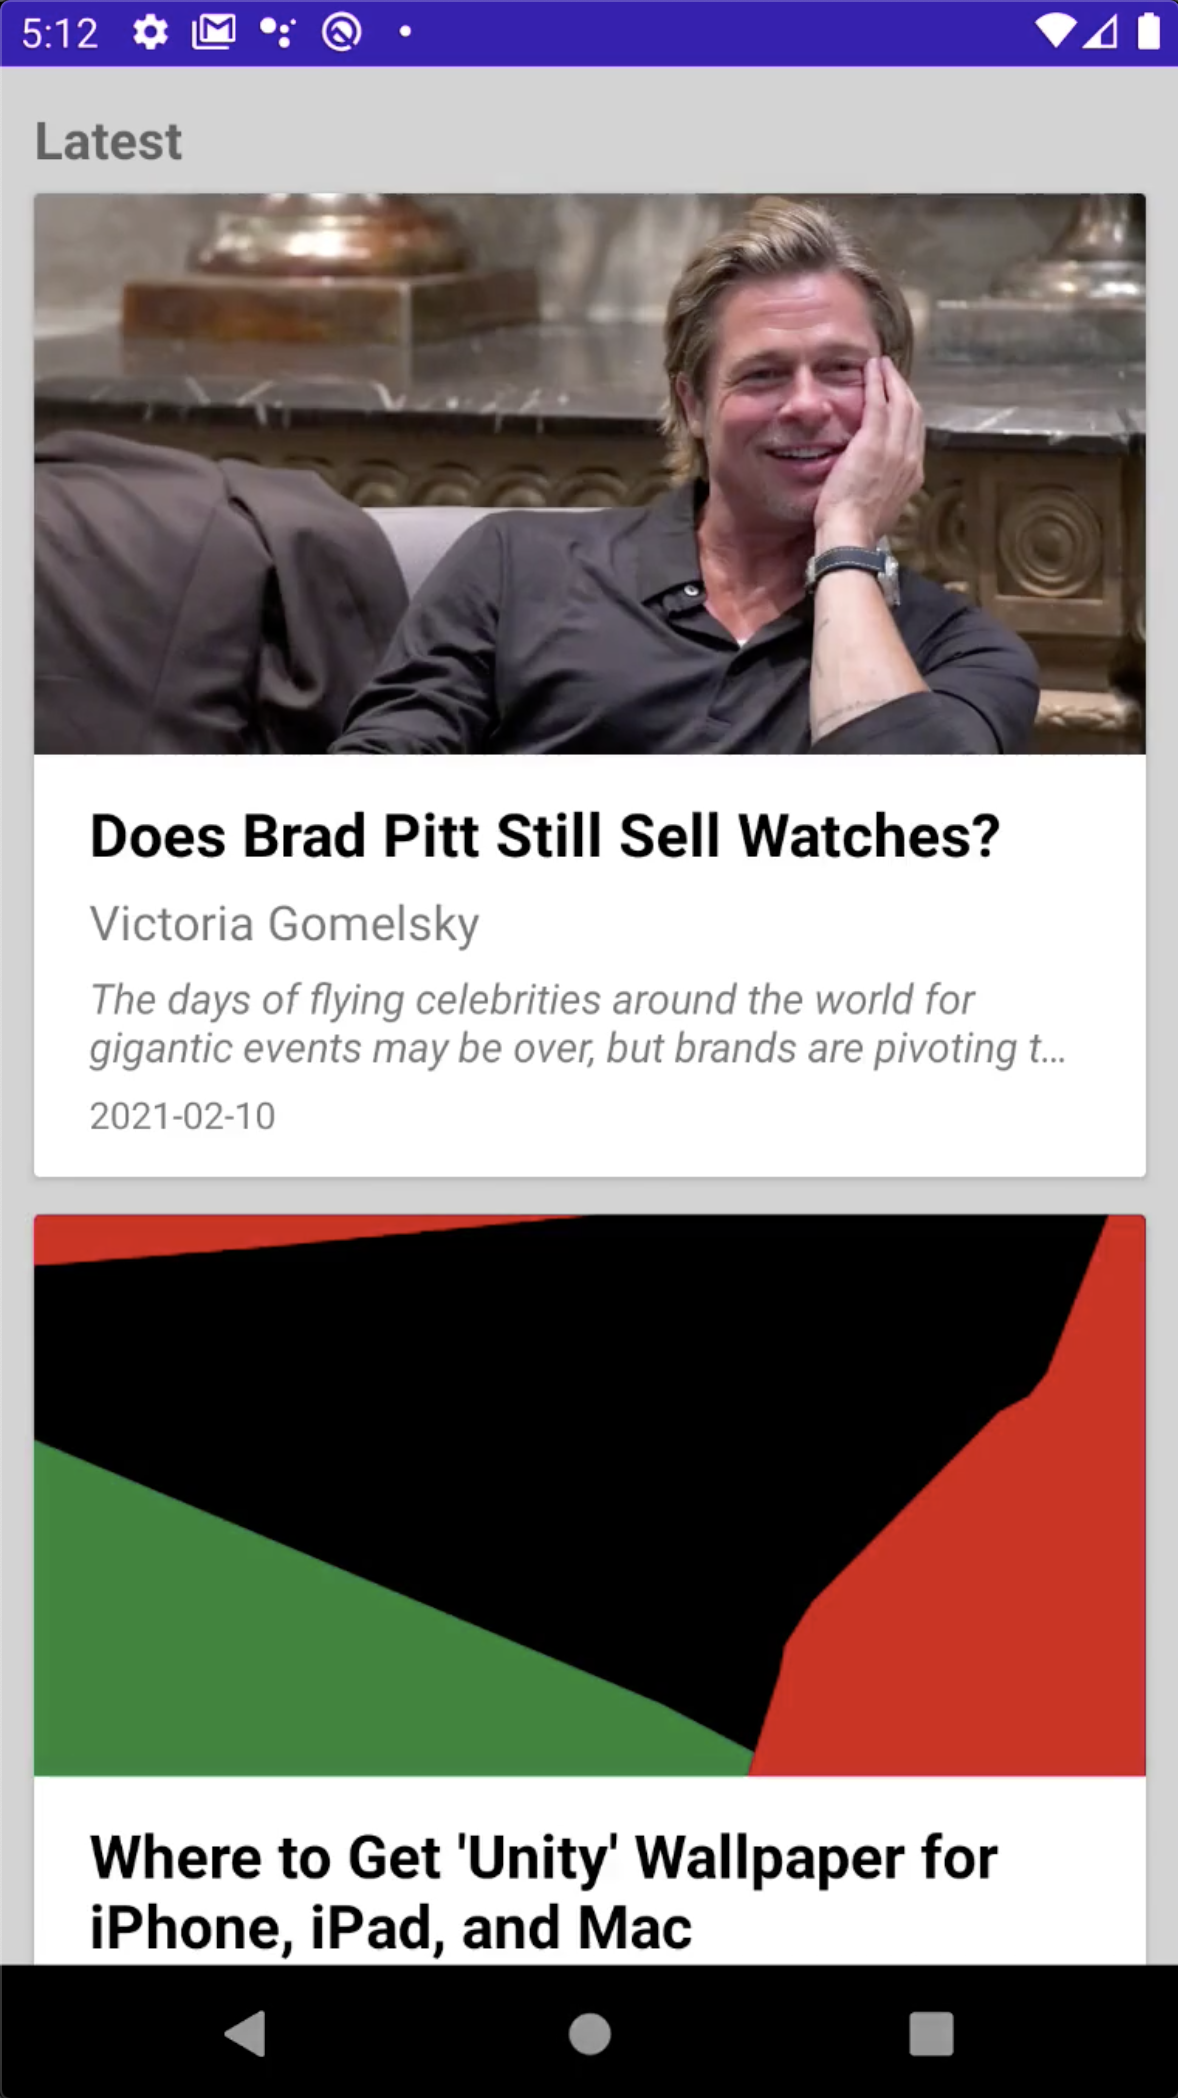 5:12
Latest
Does Brad Pitt Still Sell Watches?
Victoria Gomelsky
The days of flying celebrities around the world for
gigantic events may be over, but brands are pivoting t…
2021-02-10
Where to Get 'Unity' Wallpaper for
iPhone, iPad, and Mac